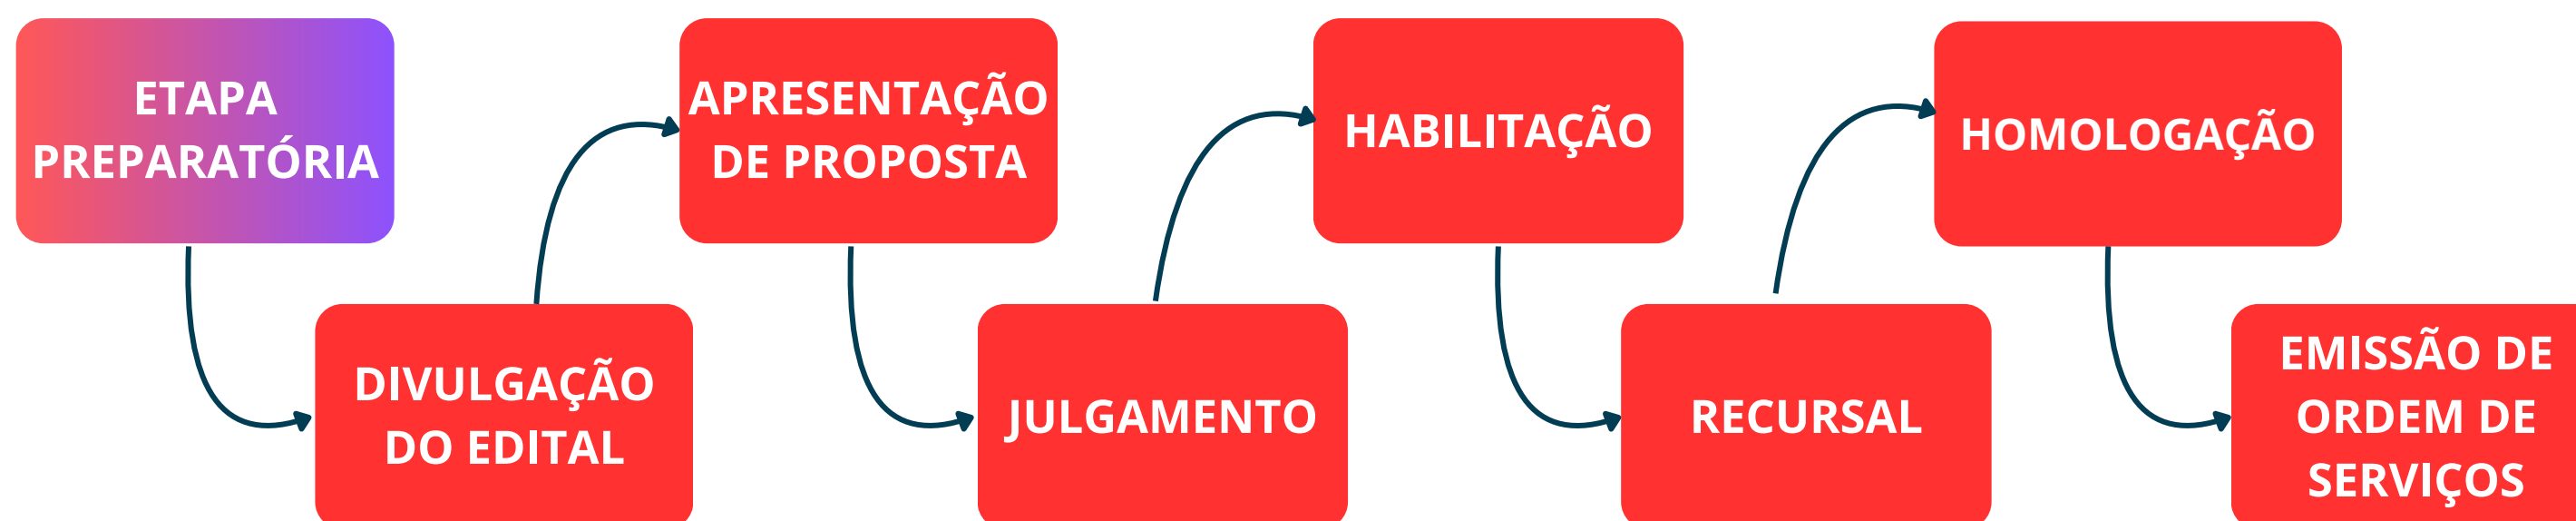 ETAPA
PREPARATÓRIA
DIVULGAÇÃO
DO EDITAL
APRESENTAÇÃO
DE PROPOSTA
JULGAMENTO
HABILITAÇÃO
RECURSAL
HOMOLOGAÇÃO
EMISSÃO DE
ORDEM DE
SERVIÇOS